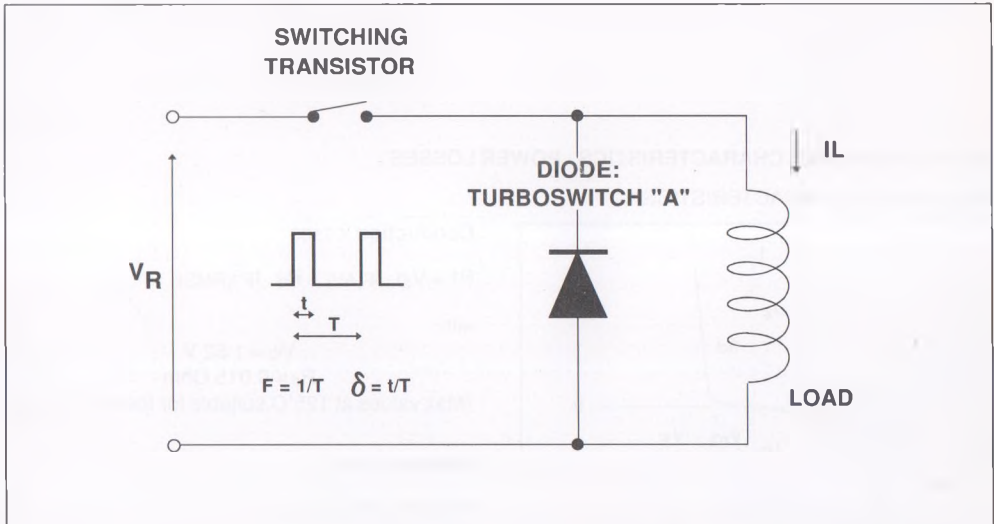 SWITCHING
TRANSISTOR
IL
DIODE:
TURBOSWITCH "A"
VR
t
T
F = 1/T δ = t/T
LOAD